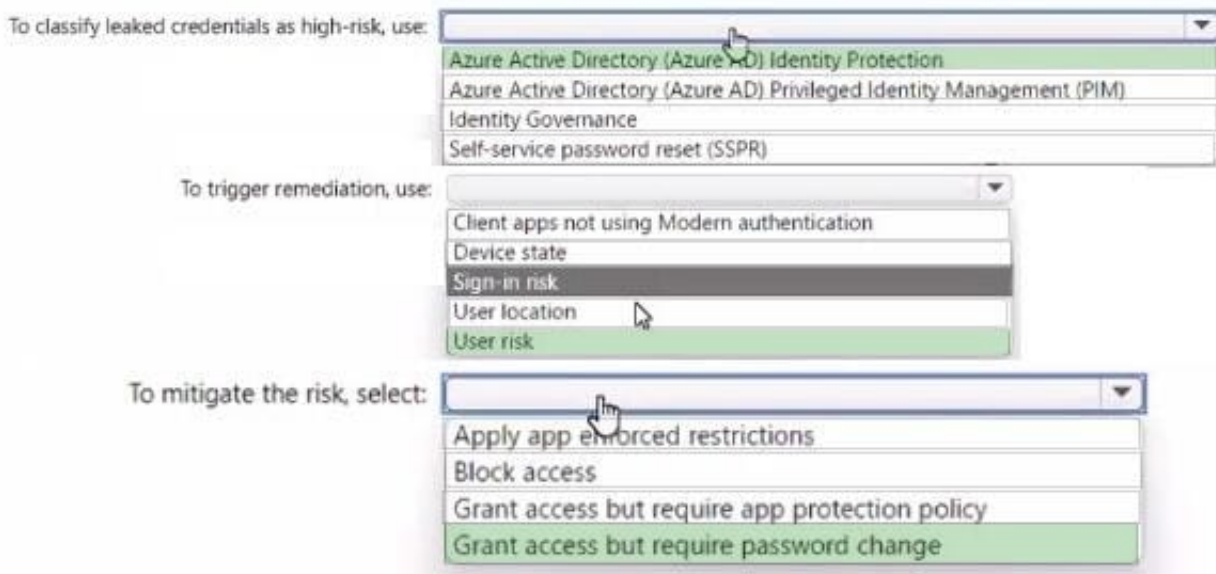 To classify leaked credentials as high-risk, use:
Azure Active Directory (Azure AD) Identity Protection
Azure Active Directory (Azure AD) Privileged Identity Management (PIM)
Identity Governance
Self-service password reset (SSPR)
To trigger remediation, use:
Client apps not using Modern authentication
Device state
Sign-in risk
User location
User risk
To mitigate the risk, select:
Apply app enforced restrictions
Block access
Grant access but require app protection policy
Grant access but require password change